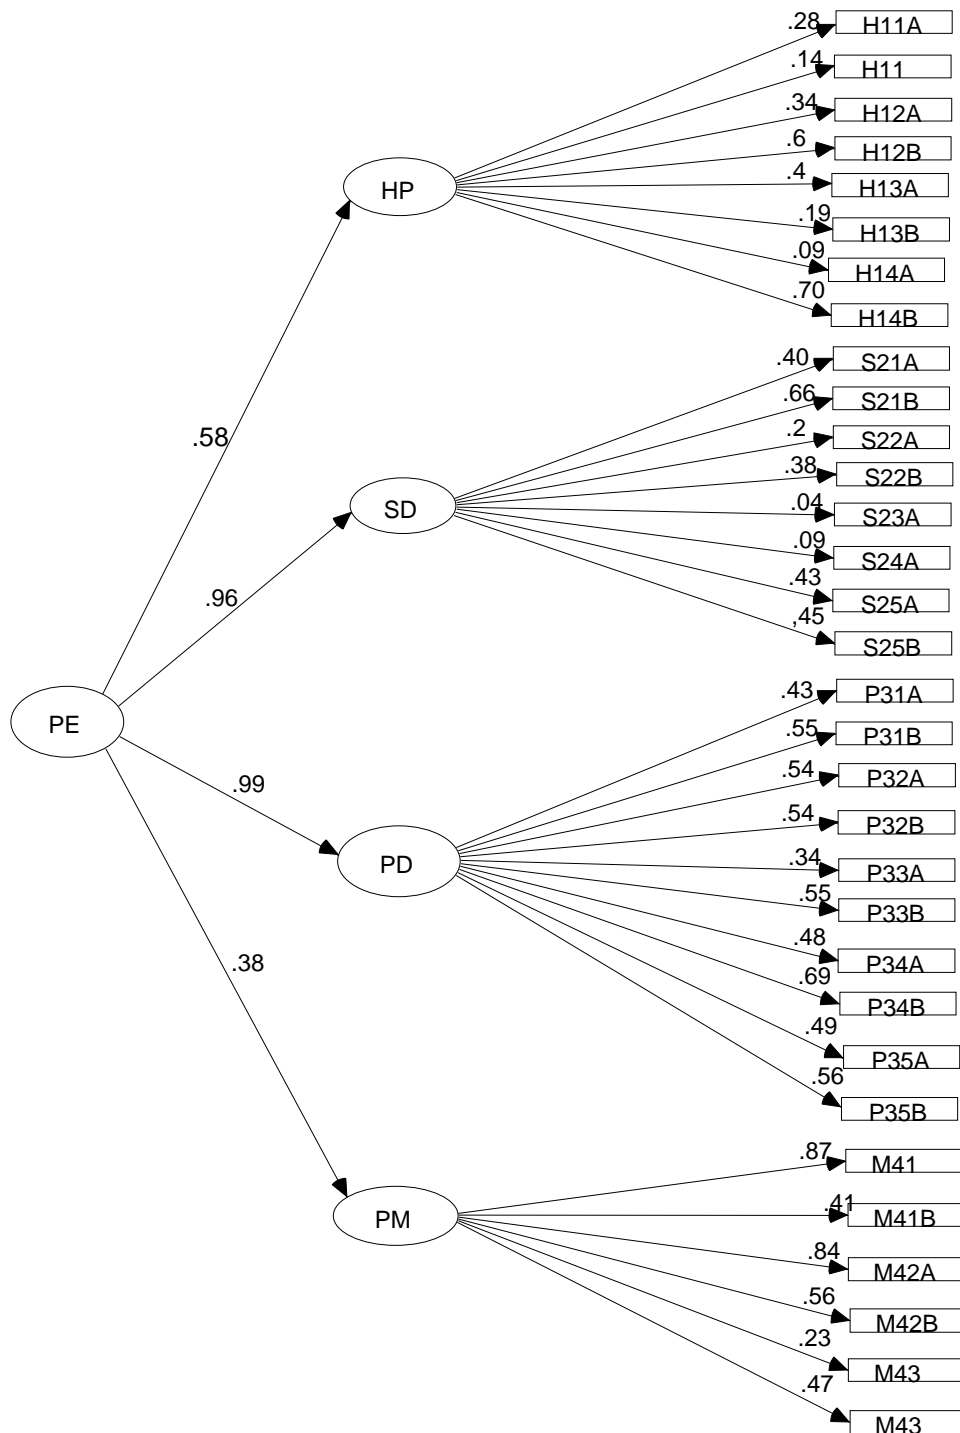 .28 H11A
.14 H11
.34 H12A
.6 H12B
HP
.4 H13A
.19 H13B
.09 H14A
.70 H14B
.40 S21A
.66 S21B
.58
.2 S22A
.38 S22B
SD
.04 S23A
.09 S24A
.43 S25A
.96
,45 S25B
.43 P31A
PE
.55 P31B
.54 P32A
.99
.54 P32B
PD
.34 P33A
.55 P33B
.48 P34A
.38
.69 P34B
.49 P35A
.56 P35B
.87 M41
PM
.41 M41B
.84 M42A
.56 M42B
.23 M43
.47 M43